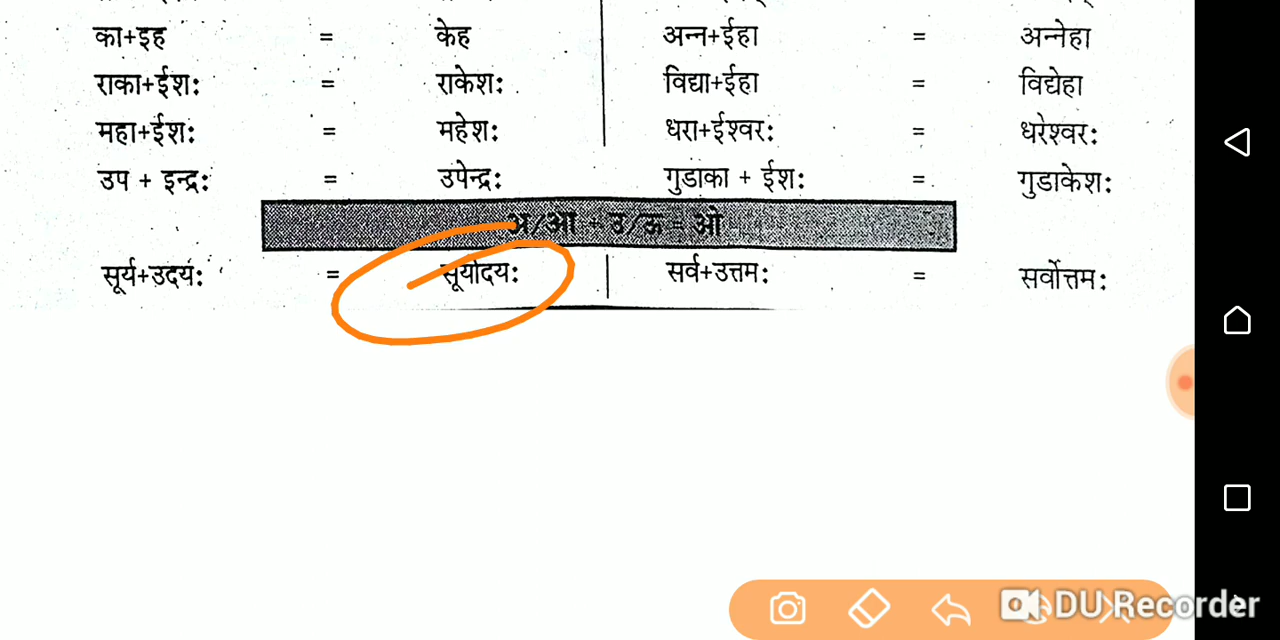 का+इह = केह अन्न+ईहा = अन्नेहा
राका+ईशः = राकेशः विद्या+ईहा = विद्येहा
महा+ईशः = महेशः धरा+ईश्वरः = धरेश्वरः
उप + इन्द्रः = उपेन्द्रः गुडाका + ईशः = गुडाकेशः
अ/आ + उ/ऊ = ओ
सूर्य+उदयः = सूर्योदयः सर्व+उत्तमः = सर्वोत्तमः
DU Recorder